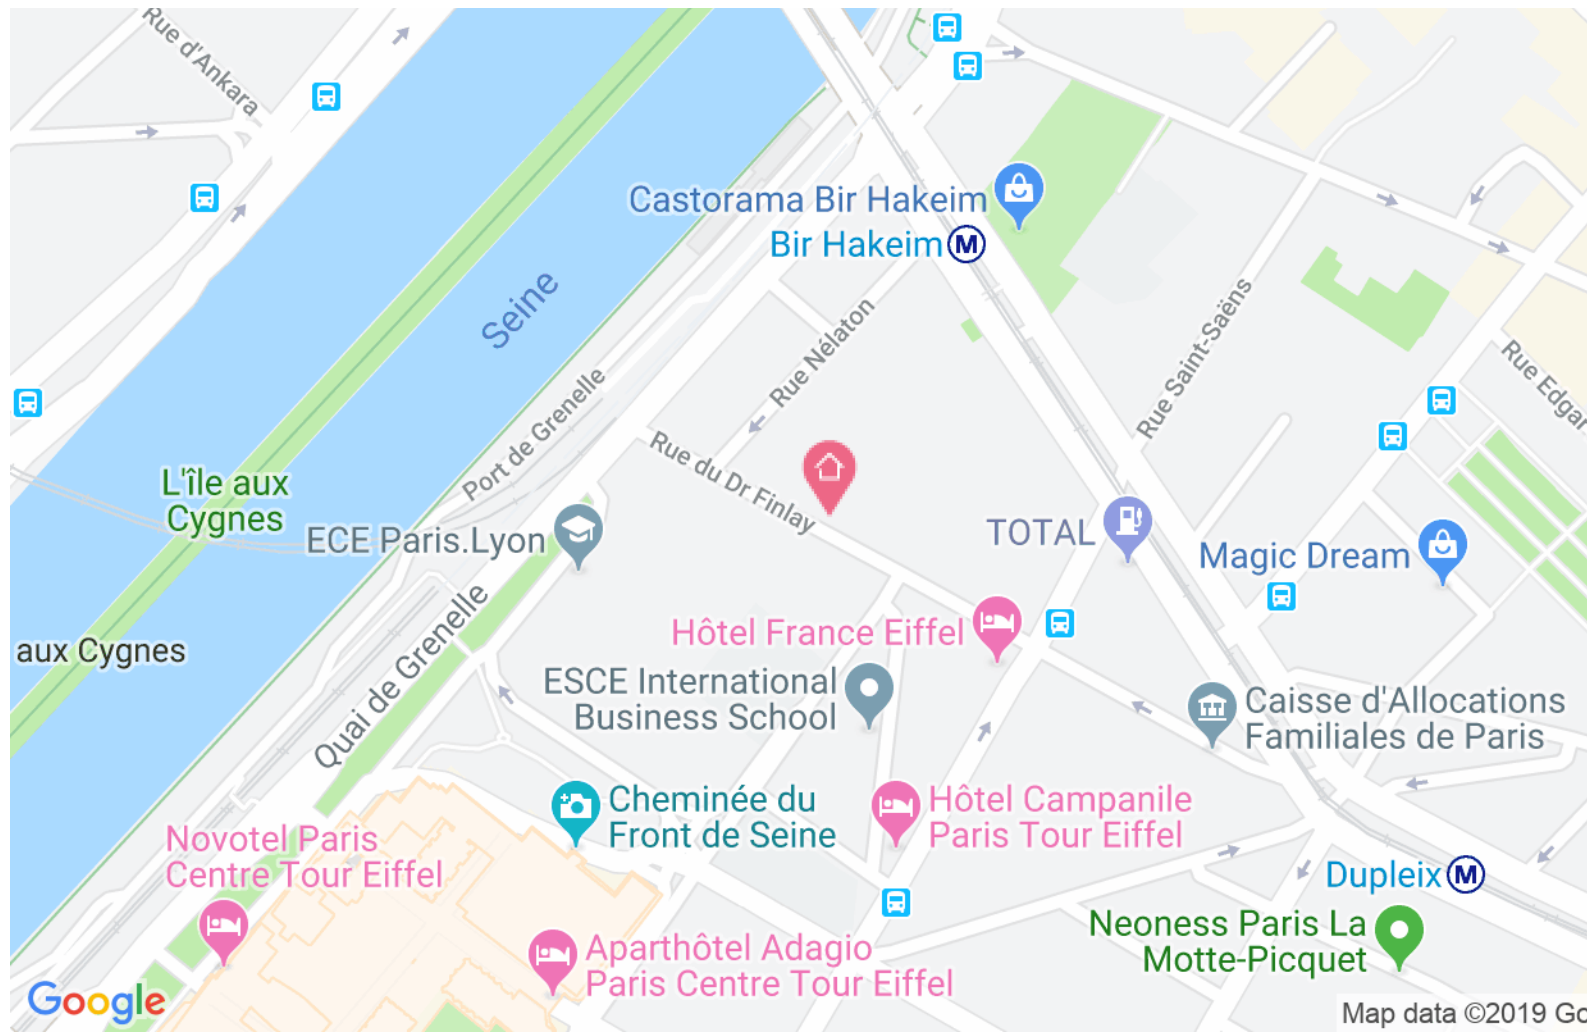 Rue d'Ankara
Castorama Bir Hakeim
Bir Hakeim
M
Seine
Rue Nélaton
Rue Saint-Saëns
Rue Edgar
Port de Grenelle
Rue du Dr Finlay
L'île aux
Cygnes
ECE Paris.Lyon
TOTAL
Magic Dream
aux Cygnes
Quai de Grenelle
Hôtel France Eiffel
ESCE International
Business School
Caisse d'Allocations
Familiales de Paris
Cheminée du
Front de Seine
Hôtel Campanile
Paris Tour Eiffel
Novotel Paris
Centre Tour Eiffel
Dupleix
M
Neoness Paris La
Motte-Picquet
Aparthôtel Adagio
Paris Centre Tour Eiffel
Google
Map data ©2019 Go